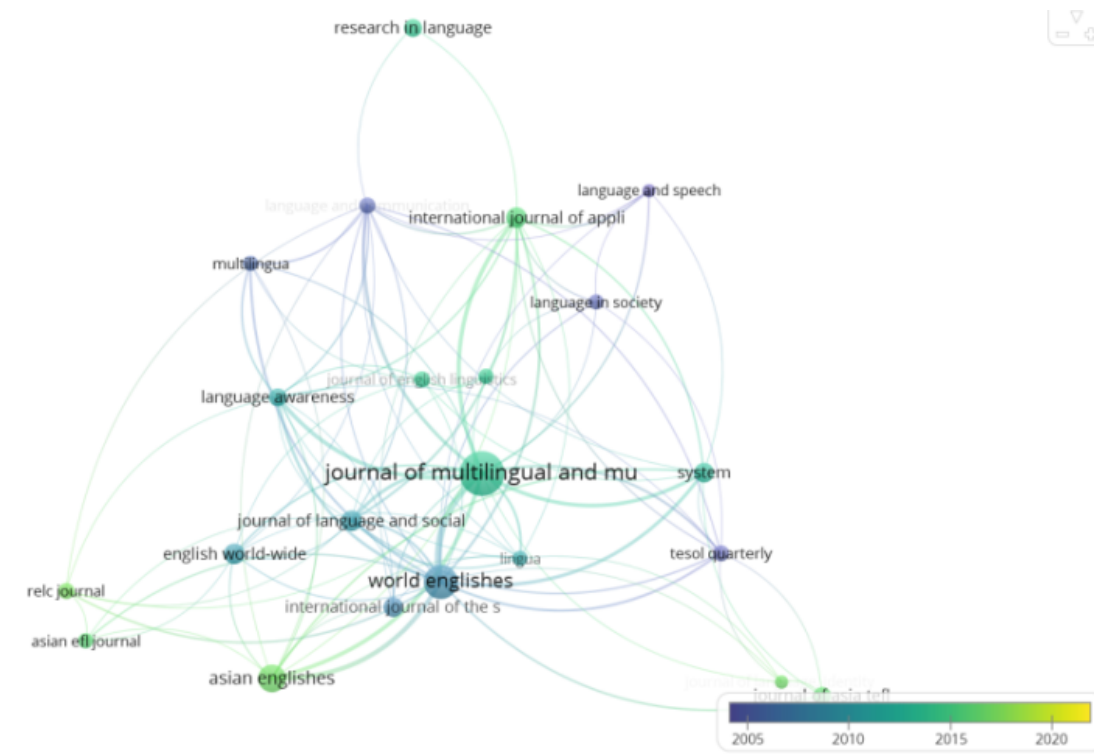 research in language
language and speech
language and communication
international journal of appli
multilingua
language in society
journal of english linguistics
language awareness
journal of multilingual and mu
system
journal of language and social
english world-wide
lingua
tesol quarterly
world englishes
relc journal
international journal of the s
asian efl journal
asian englishes
journal of asia tefl
2005 2010 2015 2020